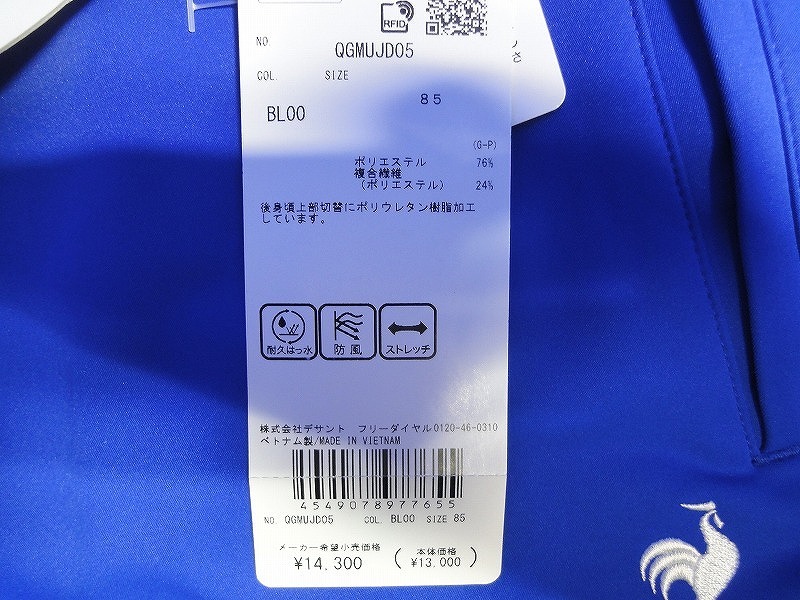 RFID
NO. QGMUJD05
COL. SIZE
85
BL00
(G-P)
ポリエステル 76%
複合繊維
(ポリエステル) 24%
後身頃上部切替にポリウレタン樹脂加工
しています。
耐久はっ水 防風 ストレッチ
株式会社デサント フリーダイヤル0120-46-0310
ベトナム製/MADE IN VIETNAM
4549078977655
NO. QGMUJD05 COL. BL00 SIZE 85
メーカー希望小売価格 本体価格
¥14,300 (¥13,000)